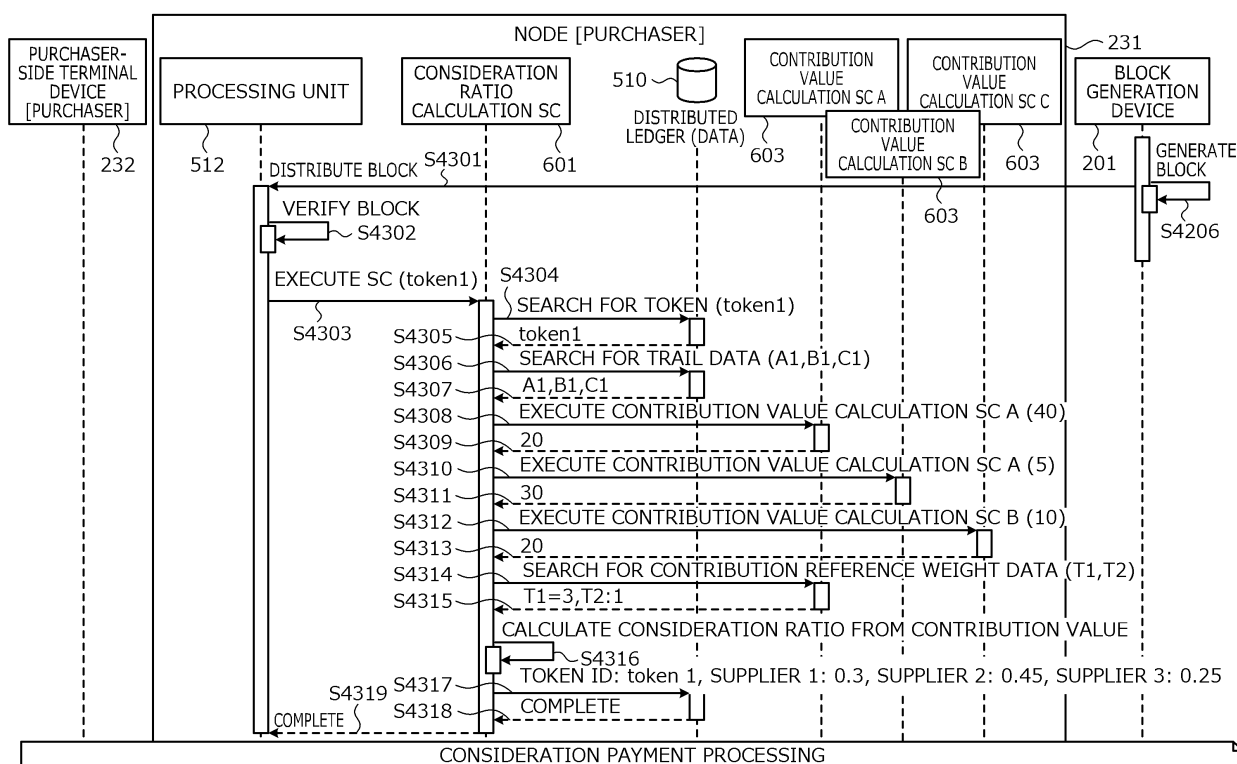 NODE [PURCHASER]
PURCHASER-
SIDE TERMINAL
DEVICE
[PURCHASER]
232
PROCESSING UNIT
512
CONSIDERATION
RATIO
CALCULATION SC
601
510
DISTRIBUTED
LEDGER (DATA)
CONTRIBUTION
VALUE
CALCULATION SC A
603
CONTRIBUTION
VALUE
CALCULATION SC B
603
CONTRIBUTION
VALUE
CALCULATION SC C
603
231
BLOCK
GENERATION
DEVICE
201
GENERATE
BLOCK
S4206
S4301
DISTRIBUTE BLOCK
VERIFY BLOCK
S4302
EXECUTE SC (token1)
S4303
S4304
SEARCH FOR TOKEN (token1)
S4305
token1
S4306
SEARCH FOR TRAIL DATA (A1,B1,C1)
S4307
A1,B1,C1
S4308
EXECUTE CONTRIBUTION VALUE CALCULATION SC A (40)
S4309
20
S4310
EXECUTE CONTRIBUTION VALUE CALCULATION SC A (5)
S4311
30
S4312
EXECUTE CONTRIBUTION VALUE CALCULATION SC B (10)
S4313
20
S4314
SEARCH FOR CONTRIBUTION REFERENCE WEIGHT DATA (T1,T2)
S4315
T1=3,T2:1
CALCULATE CONSIDERATION RATIO FROM CONTRIBUTION VALUE
S4316
TOKEN ID: token 1, SUPPLIER 1: 0.3, SUPPLIER 2: 0.45, SUPPLIER 3: 0.25
S4317
S4318
COMPLETE
S4319
COMPLETE
CONSIDERATION PAYMENT PROCESSING